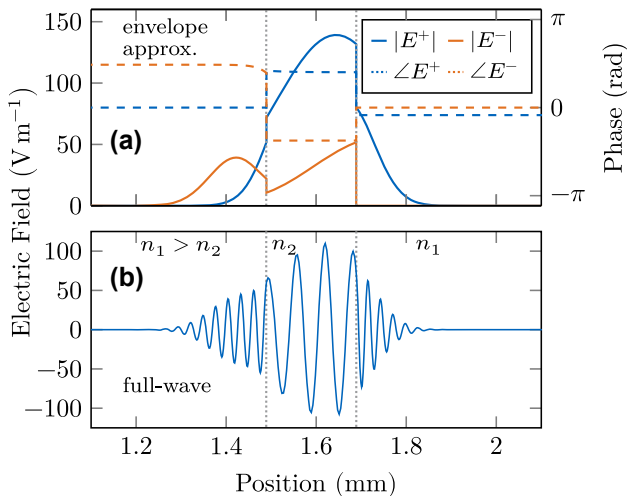 envelope
approx.
|E⁺| |E⁻|
∠E⁺ ∠E⁻
(a)
150
100
50
0
π
0
−π
Phase (rad)
Electric Field (V m⁻¹)
n₁ > n₂ n₂ n₁
(b)
100
50
0
−50
−100
full-wave
1.2 1.4 1.6 1.8 2
Position (mm)